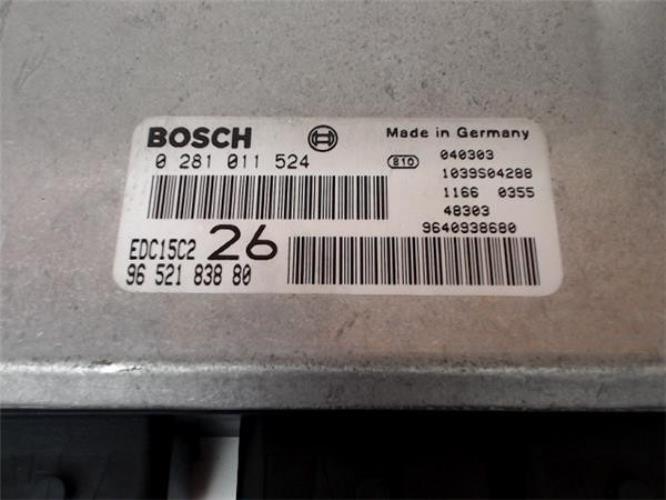 BOSCH
Made in Germany
0 281 011 524
810
040303
1039S04288
1166 0355
48303
9640938680
EDC15C2 26
96 521 838 80